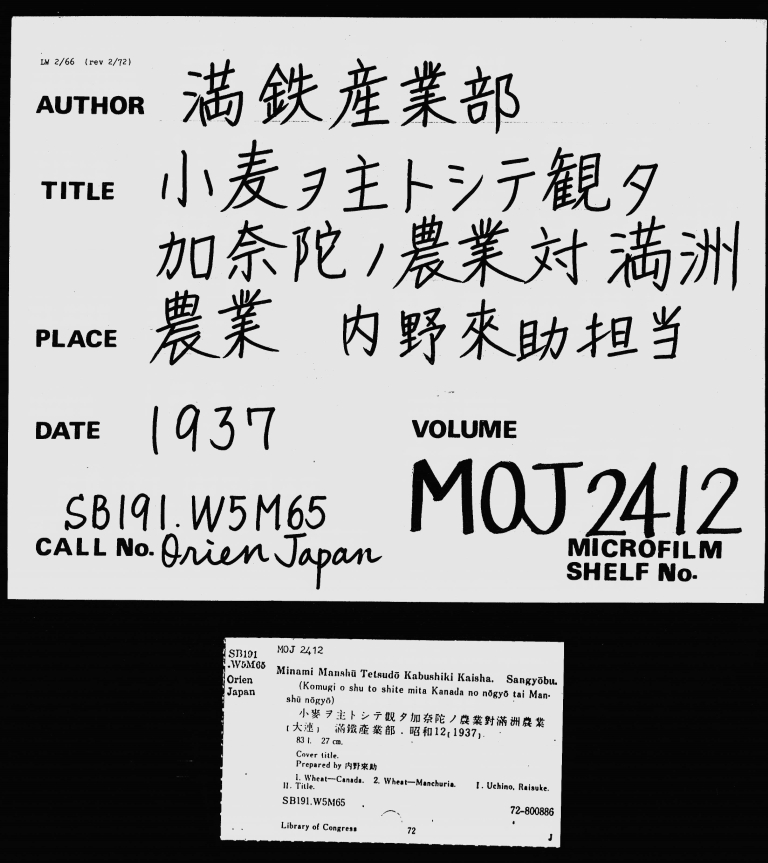 LW 2/66 (rev 2/72)
AUTHOR 満鉄産業部
TITLE 小麦ヲ主トシテ観タ
加奈陀ノ農業対満洲
農業 内野來助担当
PLACE
DATE 1937
VOLUME
MOJ 2412
SB191.W5M65
CALL No. Orien Japan
MICROFILM
SHELF No.
SB191
.W5M65
Orien
Japan
MOJ 2412
Minami Manshū Tetsudō Kabushiki Kaisha. Sangyōbu.
(Komugi o shu to shite mita Kanada no nōgyō tai Man-
shū nōgyō)
小麥ヲ主トシテ觀タ加奈陀ノ農業對滿洲農業
[大連] 滿鐵產業部. 昭和12[1937].
83 l. 27 cm.
Cover title.
Prepared by 内野來助
1. Wheat—Canada. 2. Wheat—Manchuria. I. Uchino, Raisuke.
II. Title.
SB191.W5M65
72-800886
Library of Congress 72 J